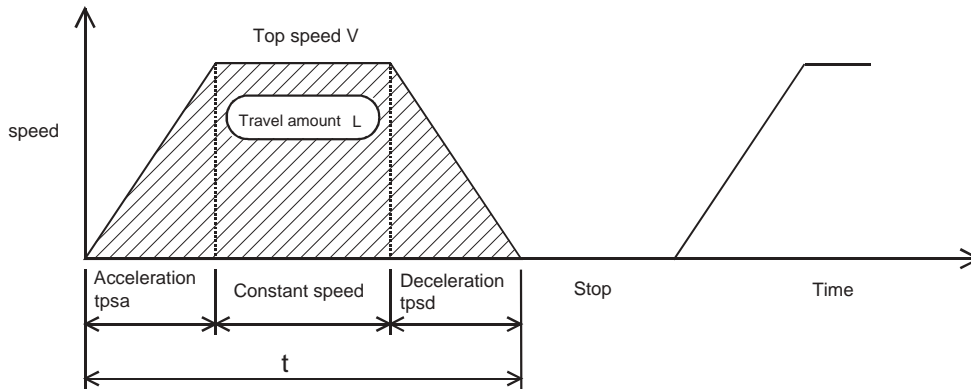 Top speed V
Travel amount L
speed
Acceleration
tpsa
Constant speed
Deceleration
tpsd
Stop
Time
t